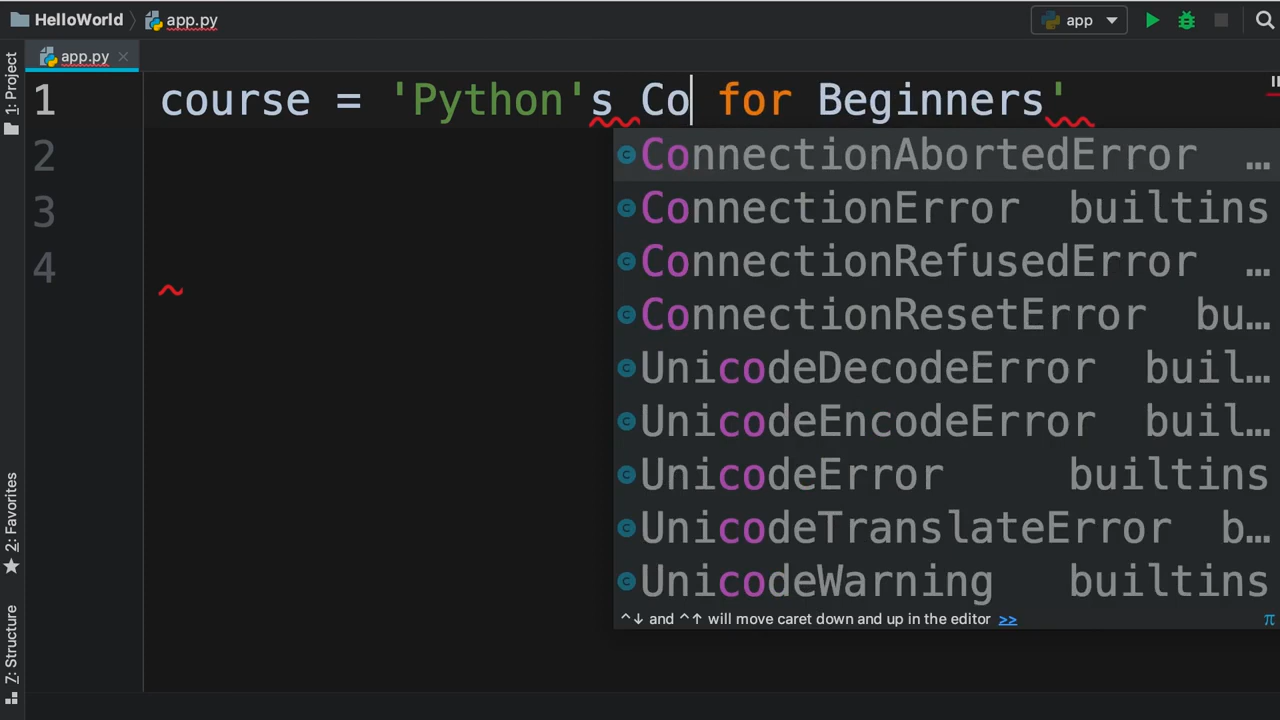 HelloWorld app.py app
app.py
1: Project
1 course = 'Python's Co for Beginners'
2
3
4
ConnectionAbortedError ...
ConnectionError builtins
ConnectionRefusedError ...
ConnectionResetError bu...
UnicodeDecodeError buil...
UnicodeEncodeError buil...
UnicodeError builtins
UnicodeTranslateError b...
UnicodeWarning builtins
^↓ and ^↑ will move caret down and up in the editor >> π
2: Favorites
Z: Structure